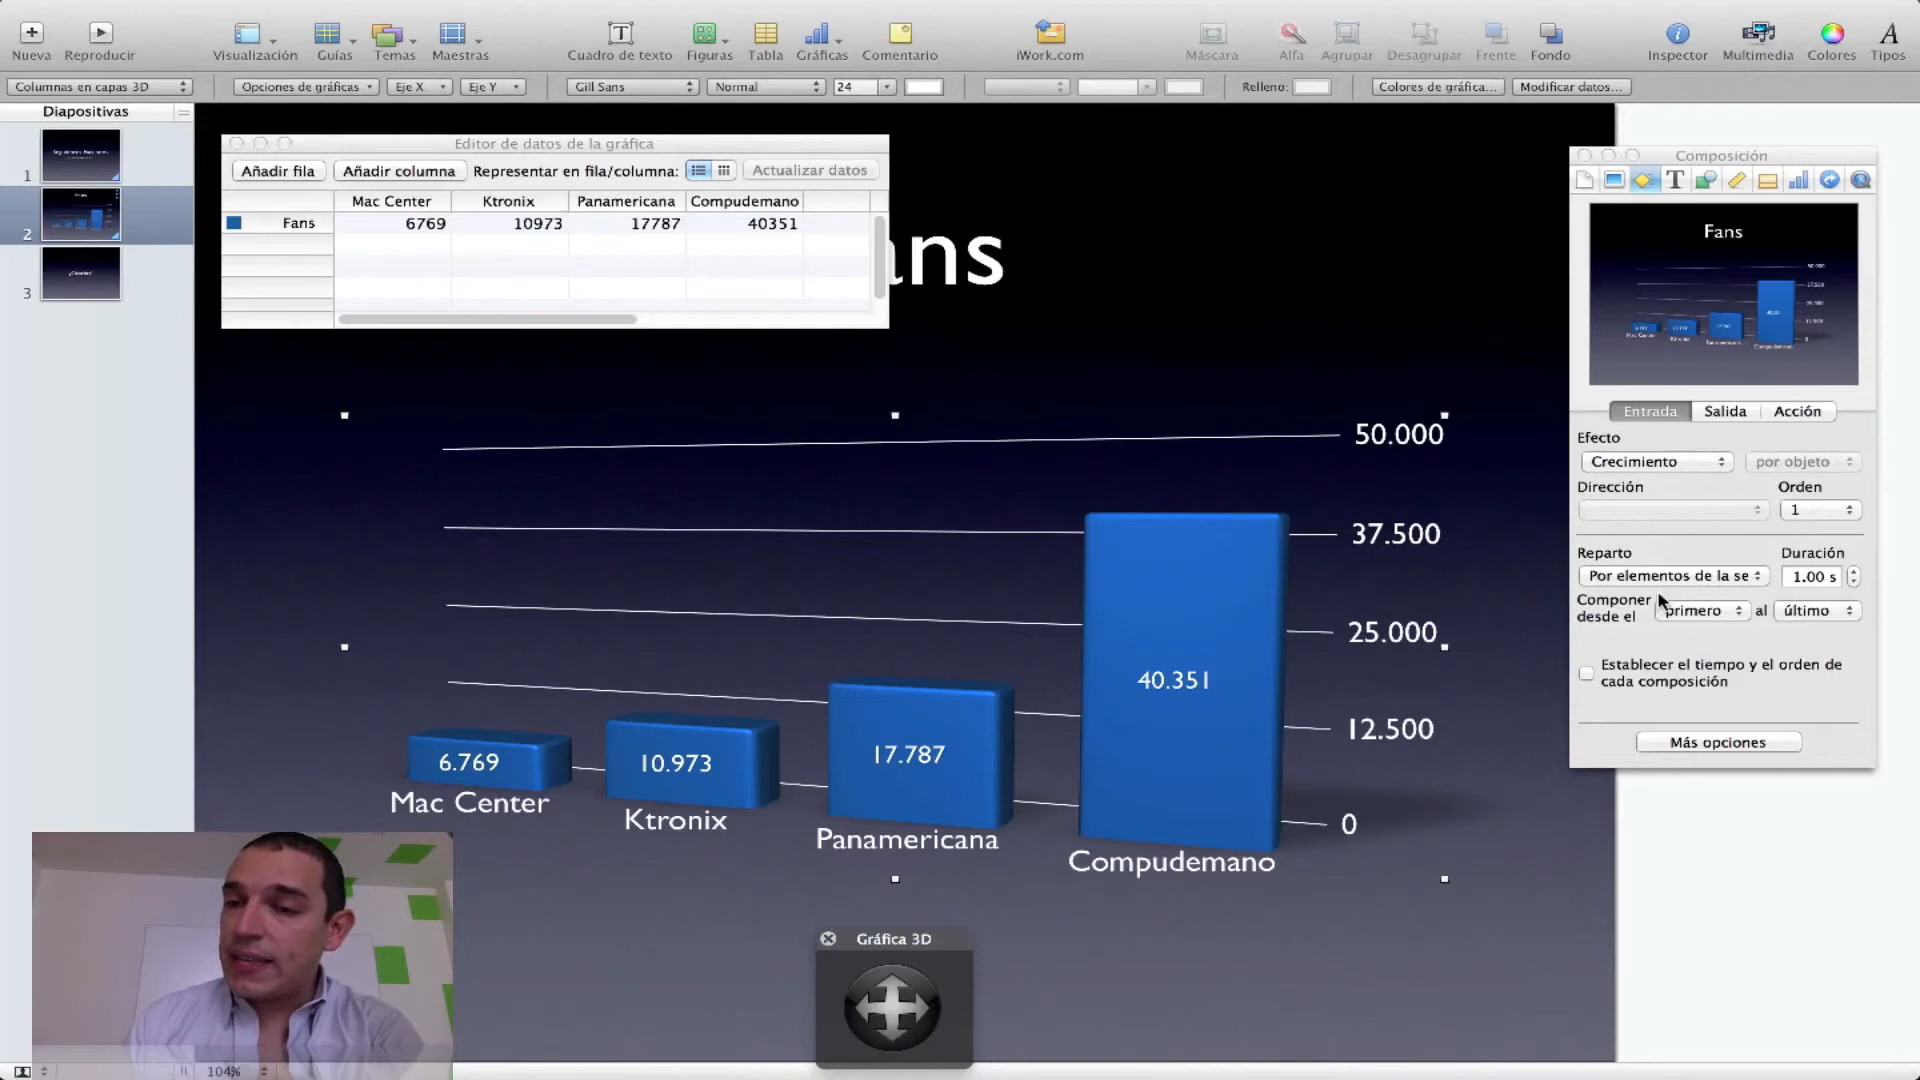 Nueva
Reproducir
Visualización
Guías
Temas
Maestras
Cuadro de texto
Figuras
Tabla
Gráficas
Comentario
iWork.com
Máscara
Alfa
Agrupar
Desagrupar
Frente
Fondo
Inspector
Multimedia
Colores
Tipos
Columnas en capas 3D
Opciones de gráficas
Eje X
Eje Y
Gill Sans
Normal
24
Relleno:
Colores de gráfica...
Modificar datos...
Diapositivas
1
2
3
Editor de datos de la gráfica
Añadir fila
Añadir columna
Representar en fila/columna:
Actualizar datos
Mac Center Ktronix Panamericana Compudemano
Fans 6769 10973 17787 40351
ans
50.000
37.500
25.000
12.500
0
6.769
10.973
17.787
40.351
Mac Center
Ktronix
Panamericana
Compudemano
Gráfica 3D
104%
Composición
Fans
Entrada
Salida
Acción
Efecto
Crecimiento
por objeto
Dirección
Orden
1
Reparto
Duración
Por elementos de la se
1.00 s
Componer
desde el
primero
al
último
Establecer el tiempo y el orden de
cada composición
Más opciones